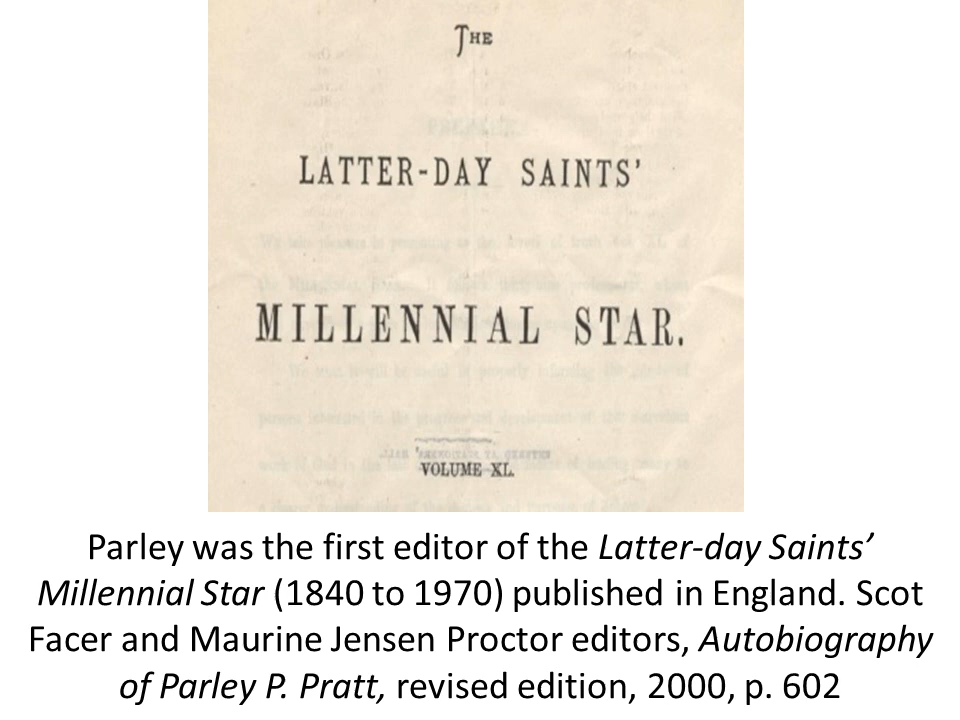 THE
LATTER-DAY SAINTS’
MILLENNIAL STAR.
VOLUME XL.
Parley was the first editor of the Latter-day Saints’
Millennial Star (1840 to 1970) published in England. Scot
Facer and Maurine Jensen Proctor editors, Autobiography
of Parley P. Pratt, revised edition, 2000, p. 602